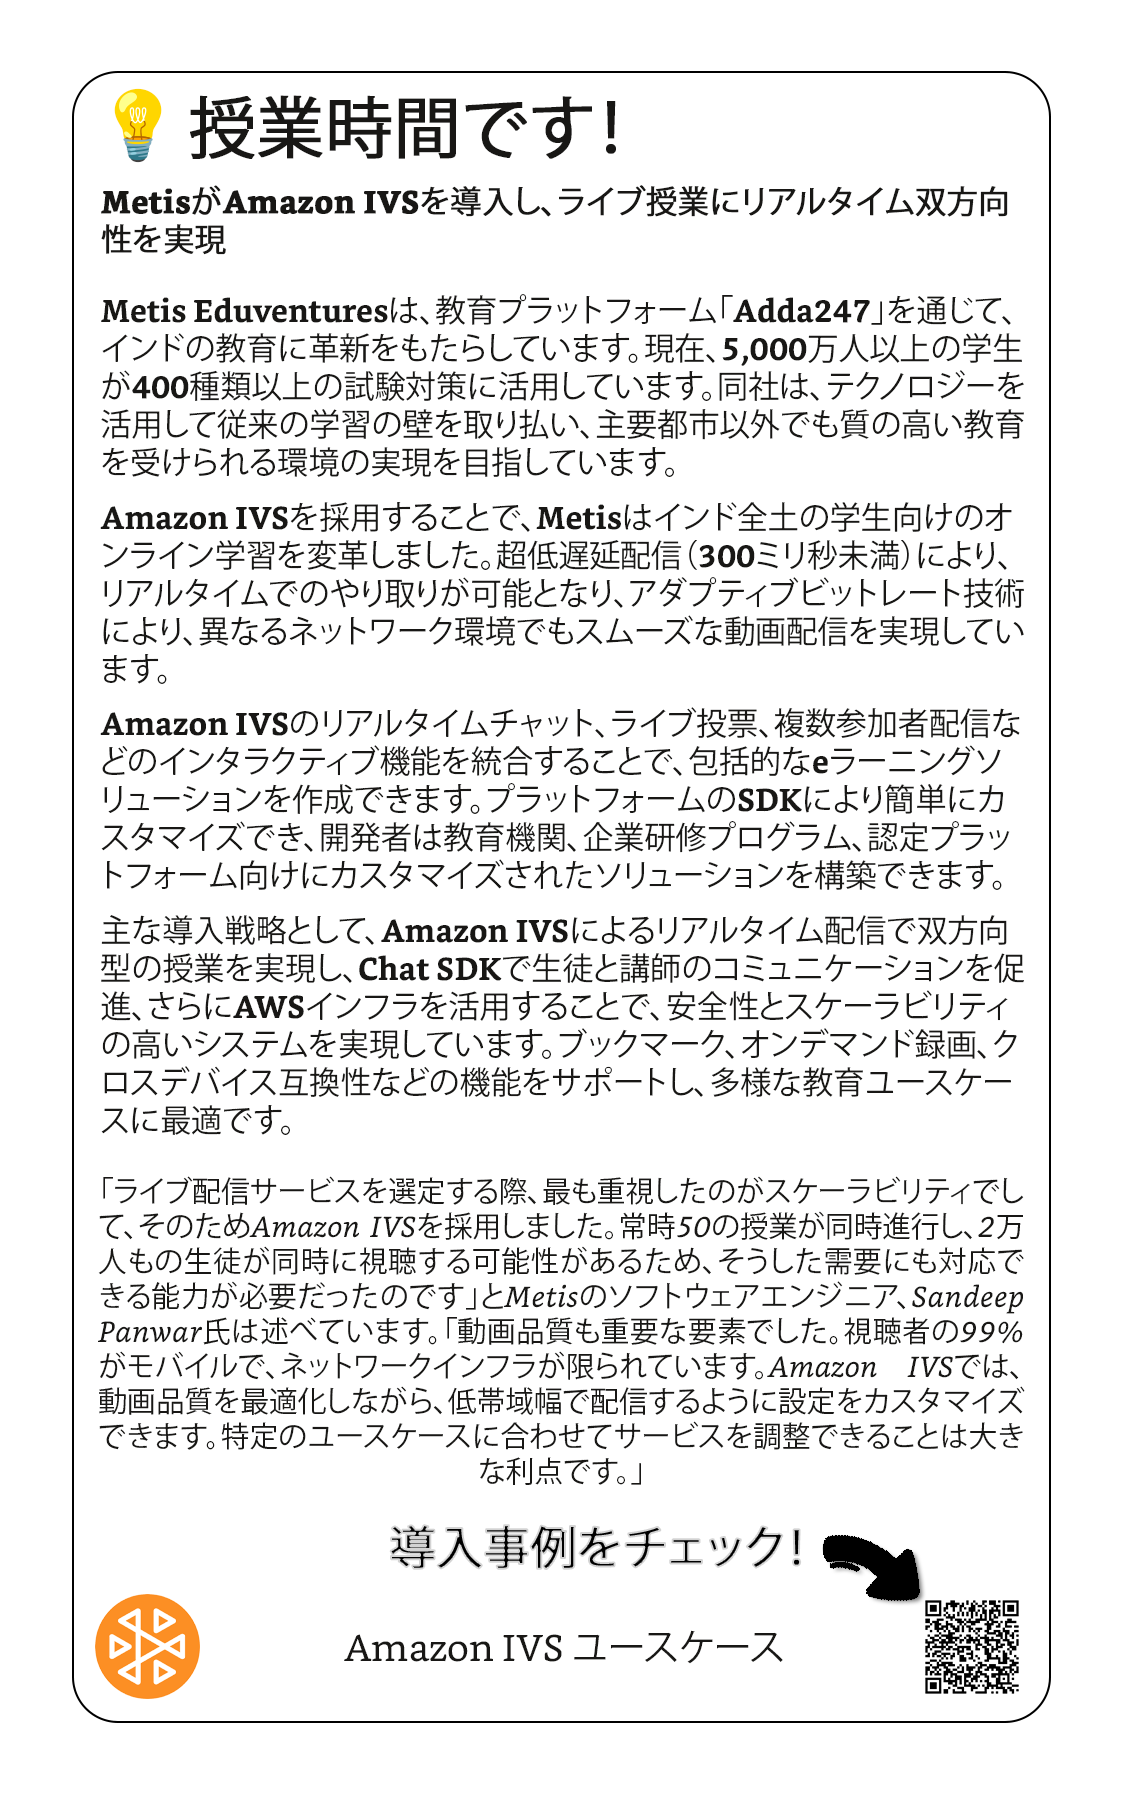 💡 授業時間です！
MetisがAmazon IVSを導入し、ライブ授業にリアルタイム双方向
性を実現
Metis Eduventuresは、教育プラットフォーム「Adda247」を通じて、
インドの教育に革新をもたらしています。現在、5,000万人以上の学生
が400種類以上の試験対策に活用しています。同社は、テクノロジーを
活用して従来の学習の壁を取り払い、主要都市以外でも質の高い教育
を受けられる環境の実現を目指しています。
Amazon IVSを採用することで、Metisはインド全土の学生向けのオ
ンライン学習を変革しました。超低遅延配信（300ミリ秒未満）により、
リアルタイムでのやり取りが可能となり、アダプティブビットレート技術
により、異なるネットワーク環境でもスムーズな動画配信を実現してい
ます。
Amazon IVSのリアルタイムチャット、ライブ投票、複数参加者配信な
どのインタラクティブ機能を統合することで、包括的なeラーニングソ
リューションを作成できます。プラットフォームのSDKにより簡単にカ
スタマイズでき、開発者は教育機関、企業研修プログラム、認定プラッ
トフォーム向けにカスタマイズされたソリューションを構築できます。
主な導入戦略として、Amazon IVSによるリアルタイム配信で双方向
型の授業を実現し、Chat SDKで生徒と講師のコミュニケーションを促
進、さらにAWSインフラを活用することで、安全性とスケーラビリティ
の高いシステムを実現しています。ブックマーク、オンデマンド録画、ク
ロスデバイス互換性などの機能をサポートし、多様な教育ユースケー
スに最適です。
「ライブ配信サービスを選定する際、最も重視したのがスケーラビリティでし
て、そのためAmazon IVSを採用しました。常時50の授業が同時進行し、2万
人もの生徒が同時に視聴する可能性があるため、そうした需要にも対応で
きる能力が必要だったのです」とMetisのソフトウェアエンジニア、Sandeep
Panwar氏は述べています。「動画品質も重要な要素でした。視聴者の99%
がモバイルで、ネットワークインフラが限られています。Amazon　IVSでは、
動画品質を最適化しながら、低帯域幅で配信するように設定をカスタマイズ
できます。特定のユースケースに合わせてサービスを調整できることは大き
な利点です。」
導入事例をチェック！
Amazon IVS ユースケース